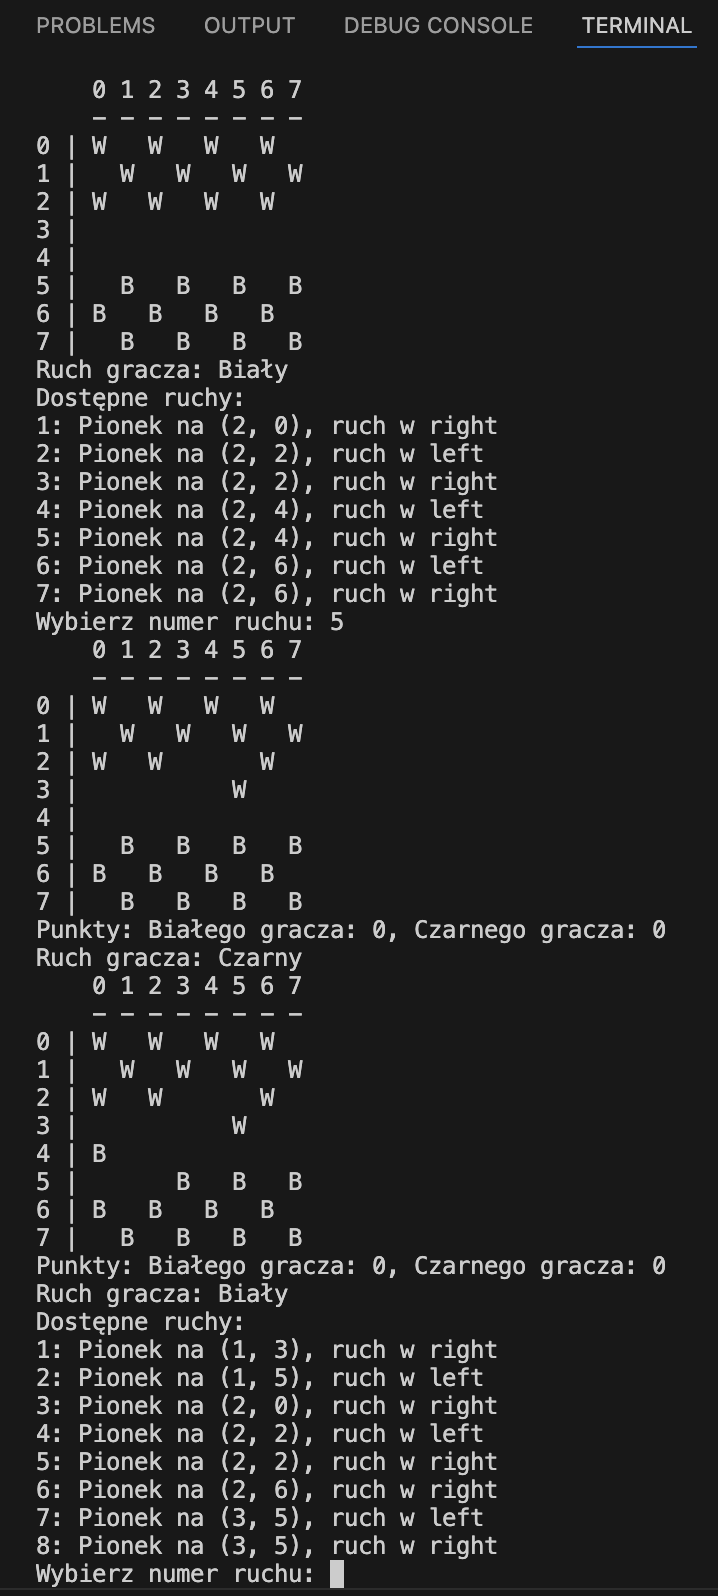 PROBLEMS OUTPUT DEBUG CONSOLE TERMINAL
    0 1 2 3 4 5 6 7
    - - - - - - - -
0 | W   W   W   W
1 |   W   W   W   W
2 | W   W   W   W
3 |
4 |
5 |   B   B   B   B
6 | B   B   B   B
7 |   B   B   B   B
Ruch gracza: Biały
Dostępne ruchy:
1: Pionek na (2, 0), ruch w right
2: Pionek na (2, 2), ruch w left
3: Pionek na (2, 2), ruch w right
4: Pionek na (2, 4), ruch w left
5: Pionek na (2, 4), ruch w right
6: Pionek na (2, 6), ruch w left
7: Pionek na (2, 6), ruch w right
Wybierz numer ruchu: 5
    0 1 2 3 4 5 6 7
    - - - - - - - -
0 | W   W   W   W
1 |   W   W   W   W
2 | W   W       W
3 |           W
4 |
5 |   B   B   B   B
6 | B   B   B   B
7 |   B   B   B   B
Punkty: Białego gracza: 0, Czarnego gracza: 0
Ruch gracza: Czarny
    0 1 2 3 4 5 6 7
    - - - - - - - -
0 | W   W   W   W
1 |   W   W   W   W
2 | W   W       W
3 |           W
4 | B
5 |       B   B   B
6 | B   B   B   B
7 |   B   B   B   B
Punkty: Białego gracza: 0, Czarnego gracza: 0
Ruch gracza: Biały
Dostępne ruchy:
1: Pionek na (1, 3), ruch w right
2: Pionek na (1, 5), ruch w left
3: Pionek na (2, 0), ruch w right
4: Pionek na (2, 2), ruch w left
5: Pionek na (2, 2), ruch w right
6: Pionek na (2, 6), ruch w right
7: Pionek na (3, 5), ruch w left
8: Pionek na (3, 5), ruch w right
Wybierz numer ruchu: